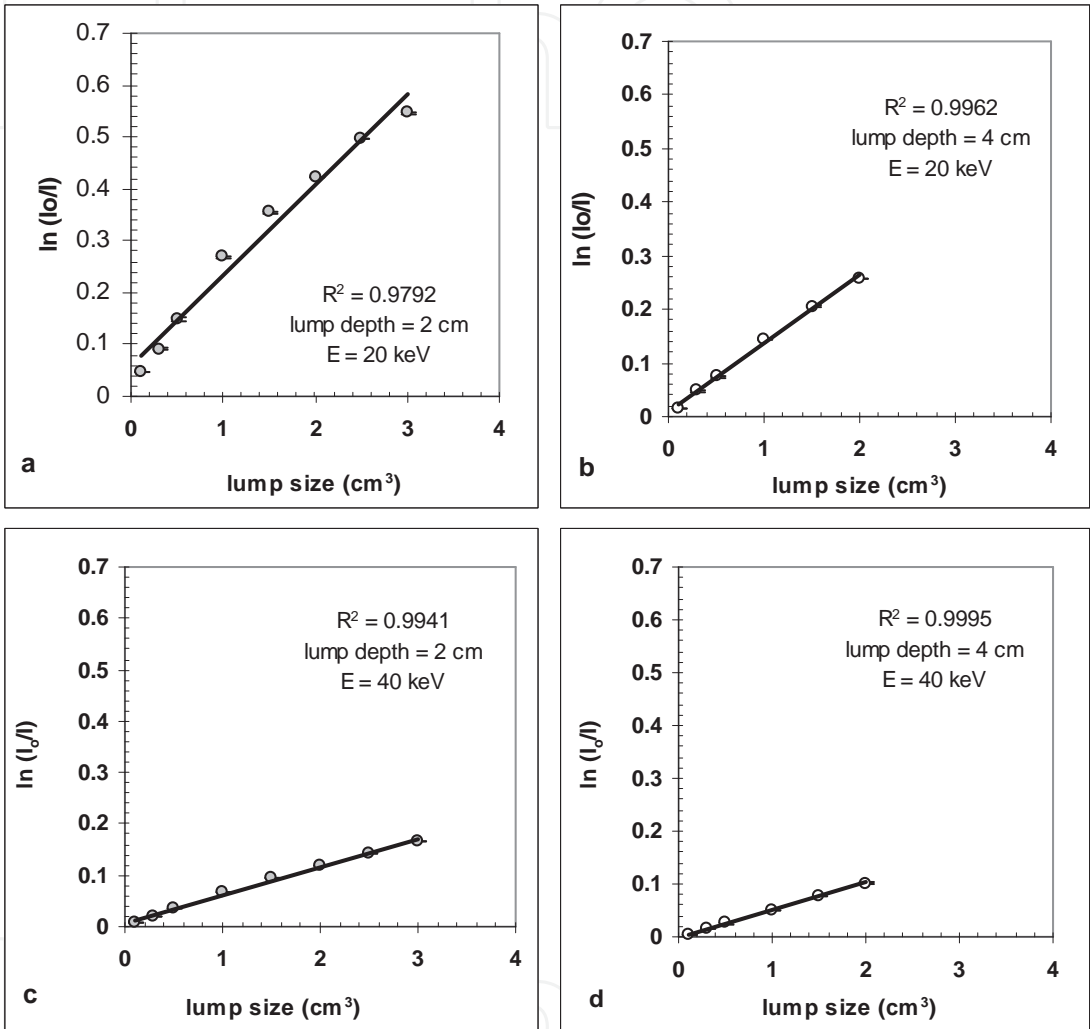 0.7
0.6
0.5
0.4
0.3
0.2
0.1
0
ln (Io/I)
R² = 0.9792
lump depth = 2 cm
E = 20 keV
0 1 2 3 4
lump size (cm³)
a
0.7
0.6
0.5
0.4
0.3
0.2
0.1
0
ln (Io/I)
R² = 0.9962
lump depth = 4 cm
E = 20 keV
0 1 2 3 4
lump size (cm³)
b
0.7
0.6
0.5
0.4
0.3
0.2
0.1
0
ln (Iₒ/I)
R² = 0.9941
lump depth = 2 cm
E = 40 keV
0 1 2 3 4
lump size (cm³)
c
0.7
0.6
0.5
0.4
0.3
0.2
0.1
0
ln (Iₒ/I)
R² = 0.9995
lump depth = 4 cm
E = 40 keV
0 1 2 3 4
lump size (cm³)
d